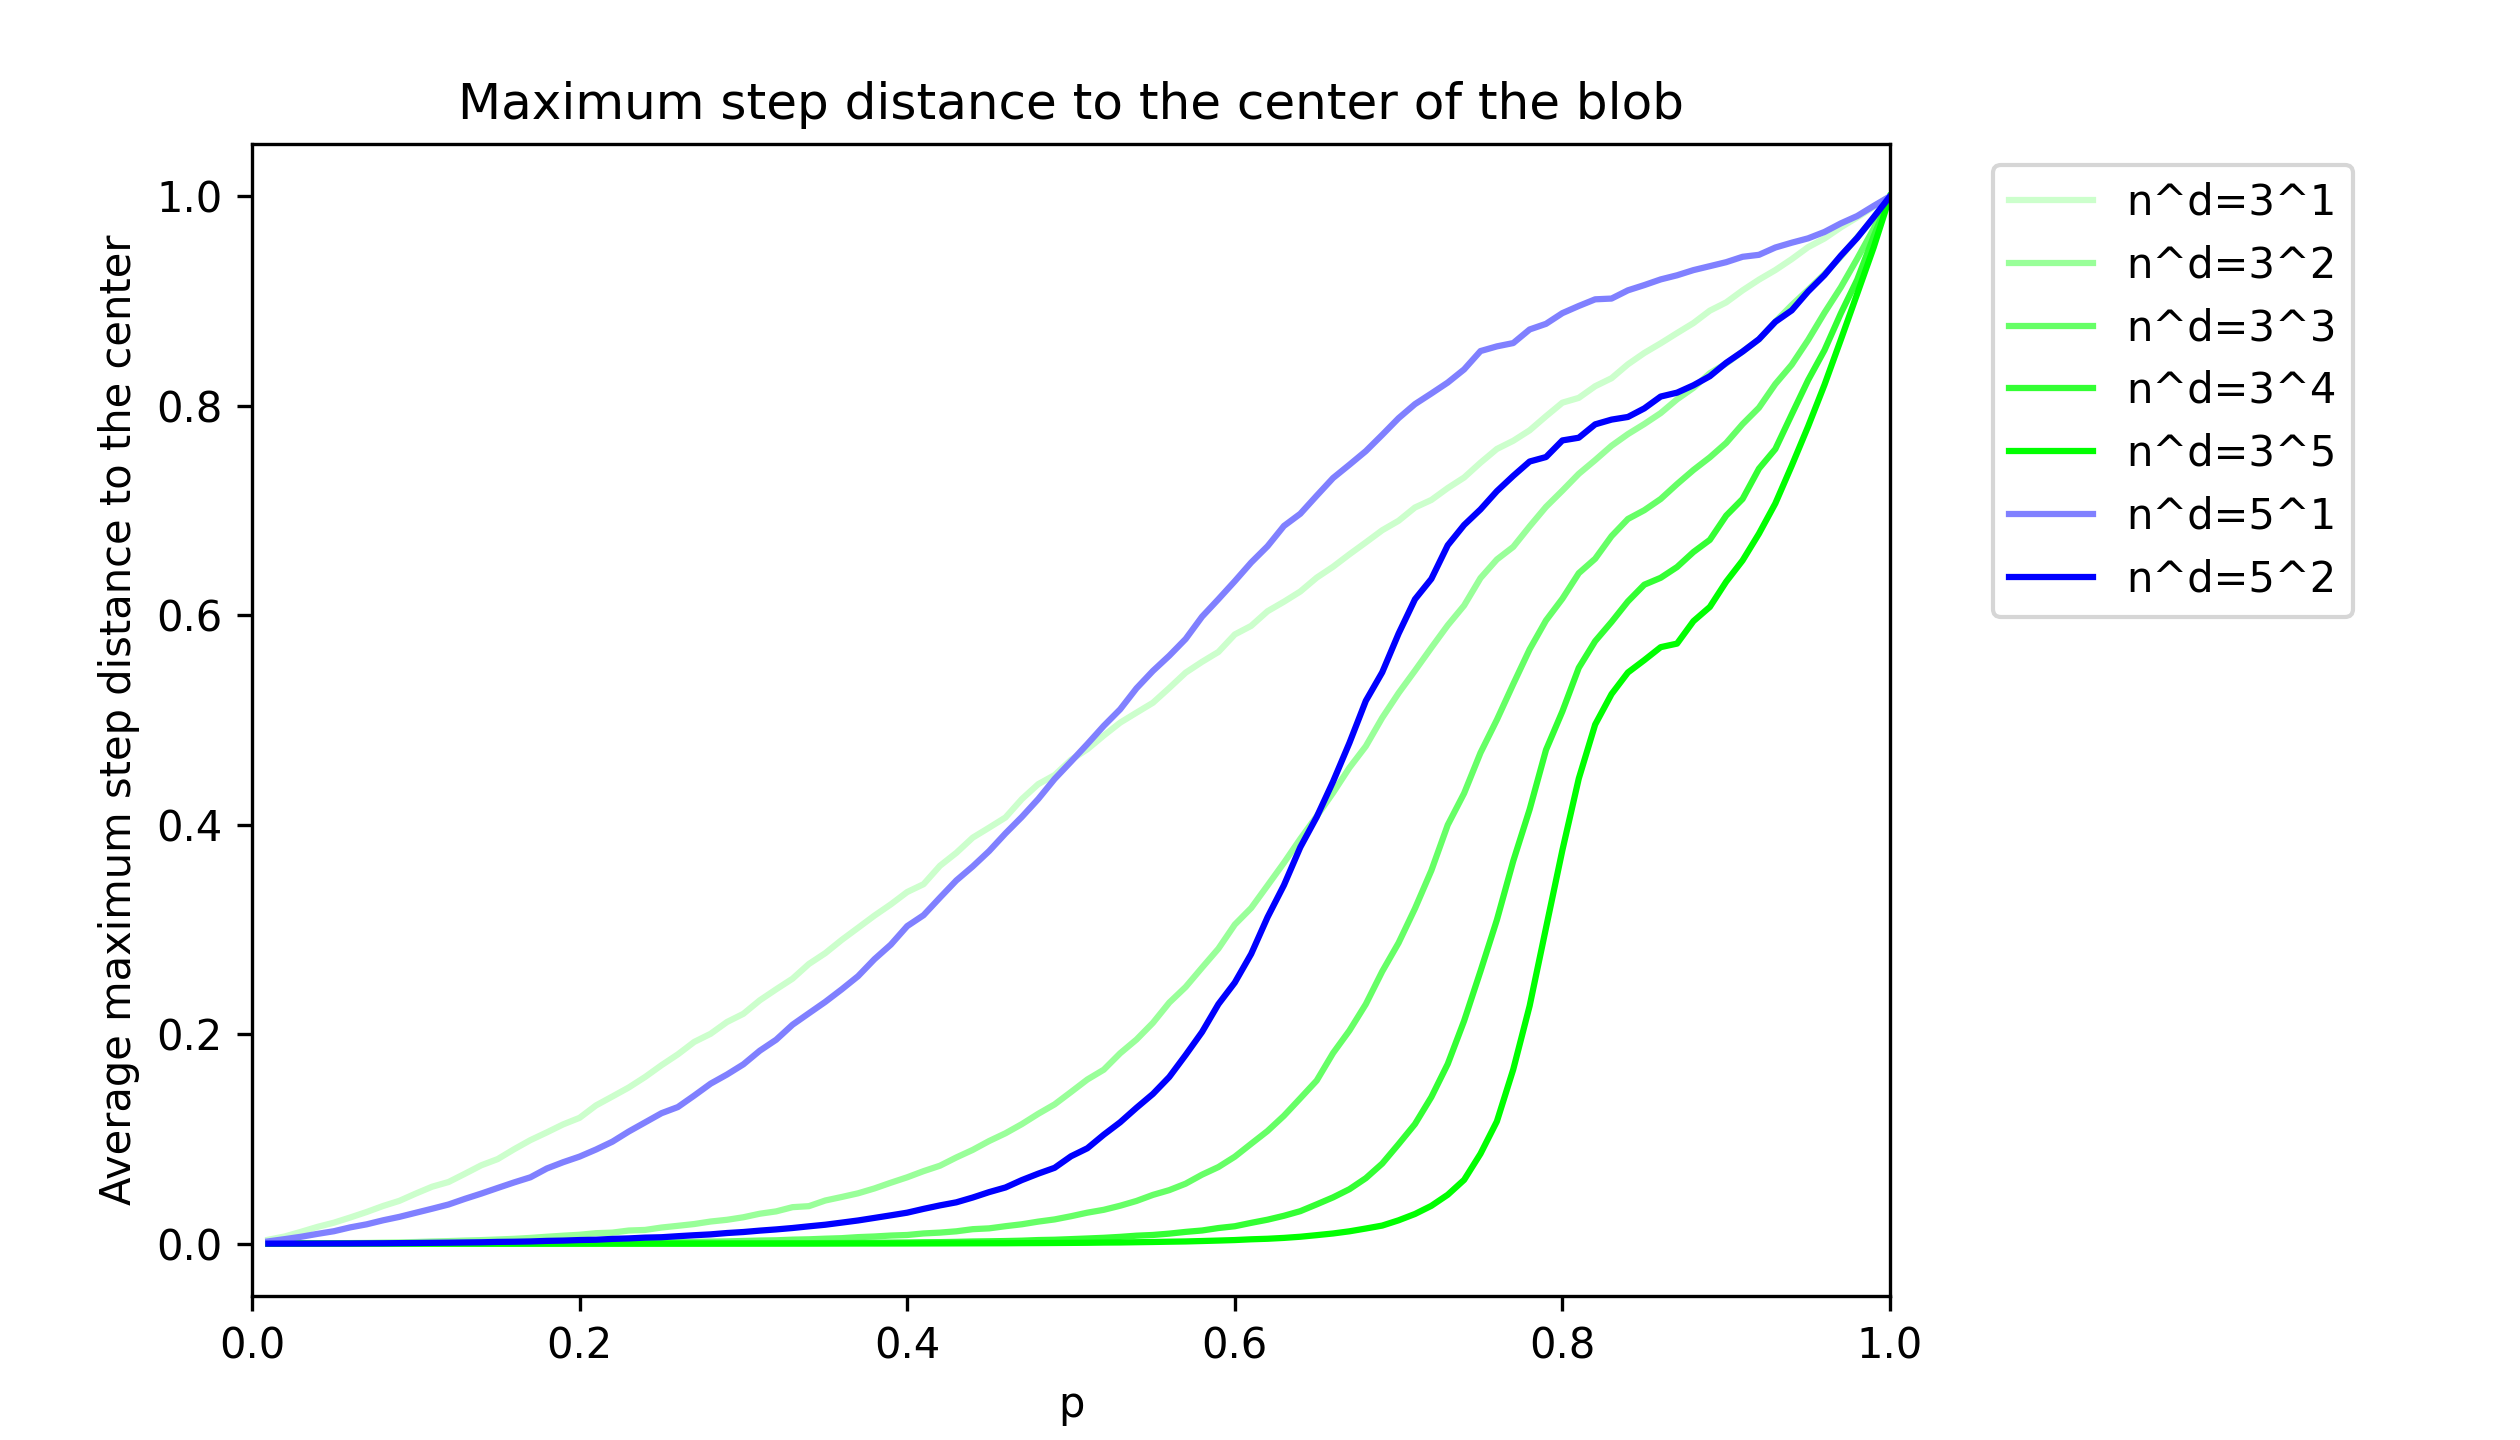 Maximum step distance to the center of the blob
Average maximum step distance to the center
1.0
0.8
0.6
0.4
0.2
0.0
0.0 0.2 0.4 0.6 0.8 1.0
p
n^d=3^1
n^d=3^2
n^d=3^3
n^d=3^4
n^d=3^5
n^d=5^1
n^d=5^2